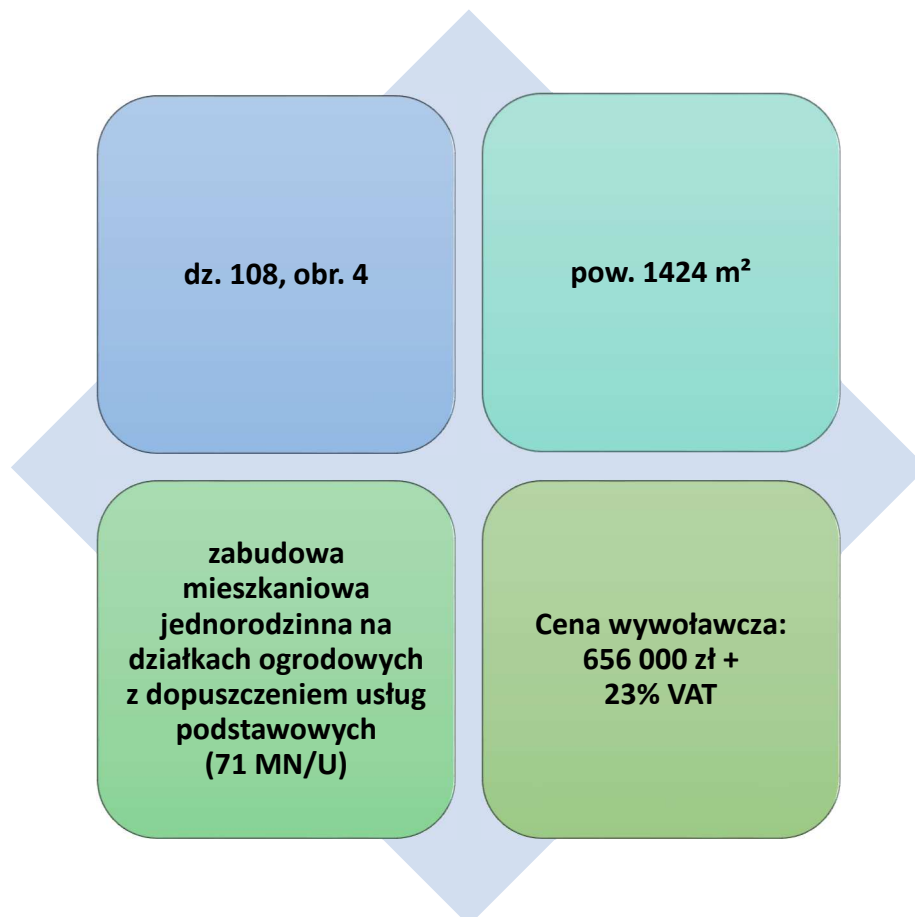 dz. 108, obr. 4
pow. 1424 m²
zabudowa
mieszkaniowa
jednorodzinna na
działkach ogrodowych
z dopuszczeniem usług
podstawowych
(71 MN/U)
Cena wywoławcza:
656 000 zł +
23% VAT